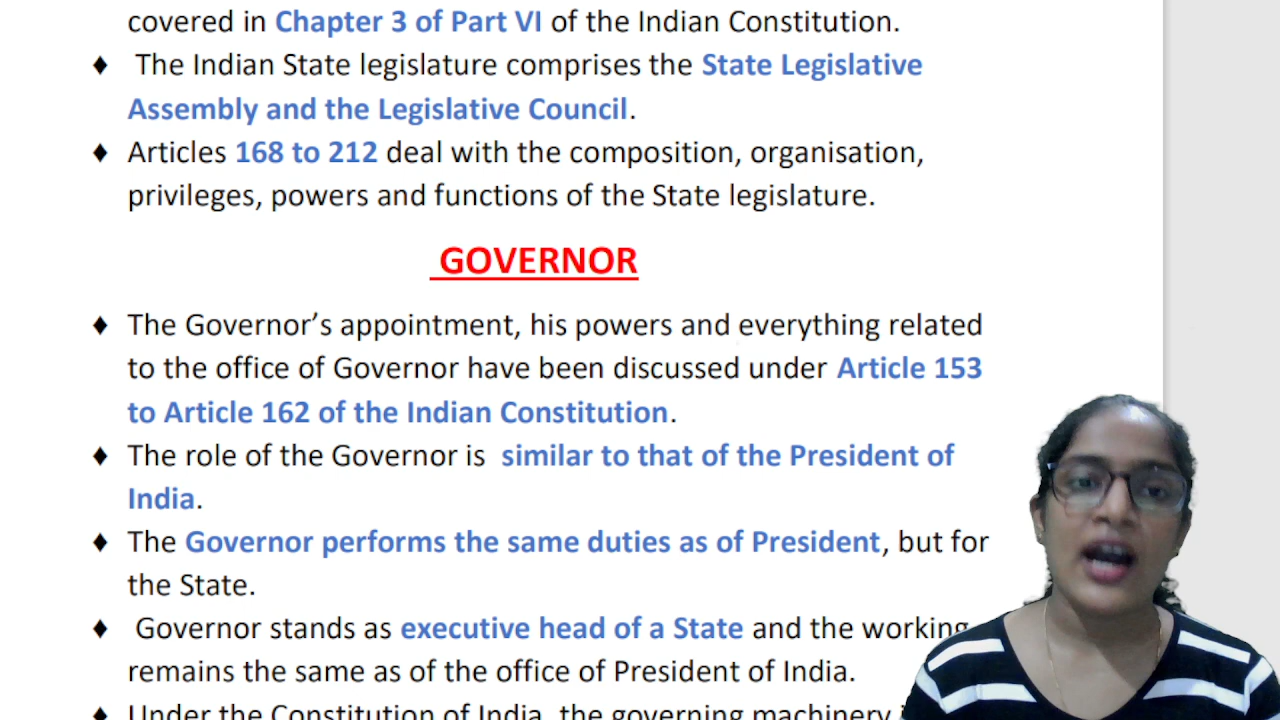 covered in Chapter 3 of Part VI of the Indian Constitution.
♦ The Indian State legislature comprises the State Legislative
Assembly and the Legislative Council.
♦ Articles 168 to 212 deal with the composition, organisation,
privileges, powers and functions of the State legislature.
GOVERNOR
♦ The Governor’s appointment, his powers and everything related
to the office of Governor have been discussed under Article 153
to Article 162 of the Indian Constitution.
♦ The role of the Governor is similar to that of the President of
India.
♦ The Governor performs the same duties as of President, but for
the State.
♦ Governor stands as executive head of a State and the working
remains the same as of the office of President of India.
♦ Under the Constitution of India, the governing machinery